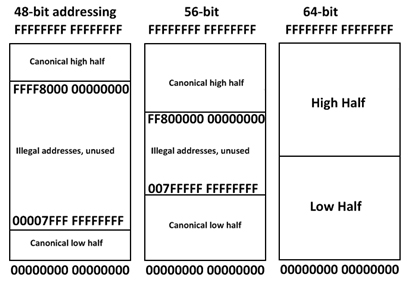 48-bit addressing
FFFFFFFF FFFFFFFF
Canonical high half
FFFF8000 00000000
Illegal addresses, unused
00007FFF FFFFFFFF
Canonical low half
00000000 00000000
56-bit
FFFFFFFF FFFFFFFF
Canonical high half
FF800000 00000000
Illegal addresses, unused
007FFFFF FFFFFFFF
Canonical low half
00000000 00000000
64-bit
FFFFFFFF FFFFFFFF
High Half
Low Half
00000000 00000000